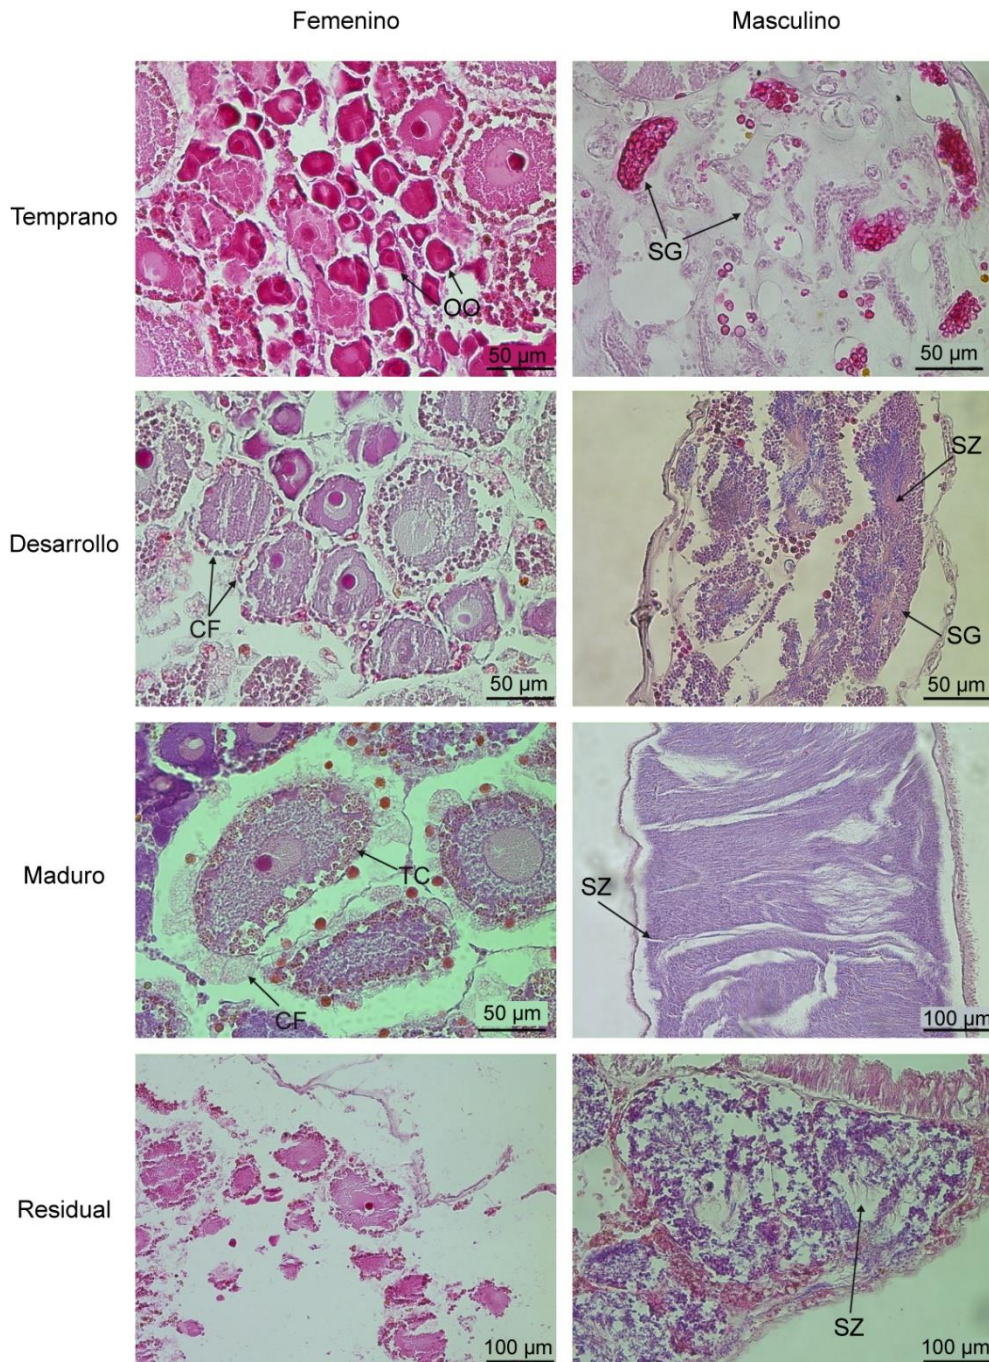 Femenino Masculino
Temprano
OO
50 µm
SG
50 µm
Desarrollo
CF
50 µm
SZ
SG
50 µm
Maduro
TC
CF
50 µm
SZ
100 µm
Residual
100 µm
SZ
100 µm